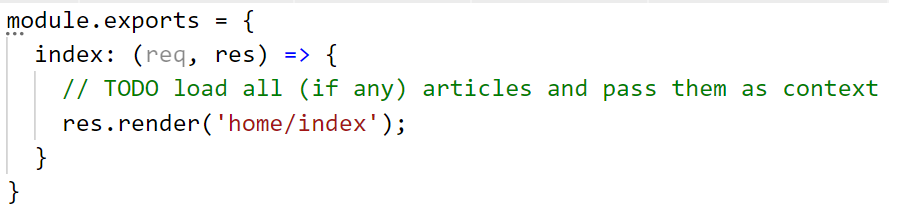 module.exports = {
index: (req, res) => {
// TODO load all (if any) articles and pass them as context
res.render('home/index');
}
}